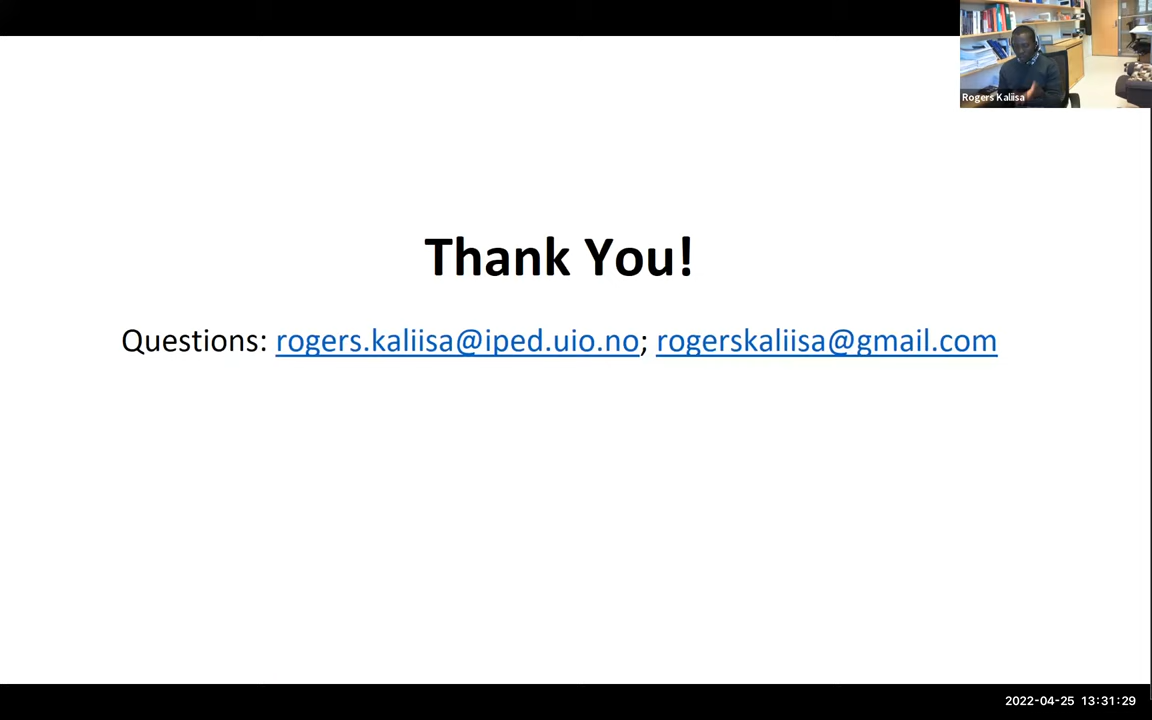 Rogers Kaliisa
Thank You!
Questions: rogers.kaliisa@iped.uio.no; rogerskaliisa@gmail.com
2022-04-25 13:31:29